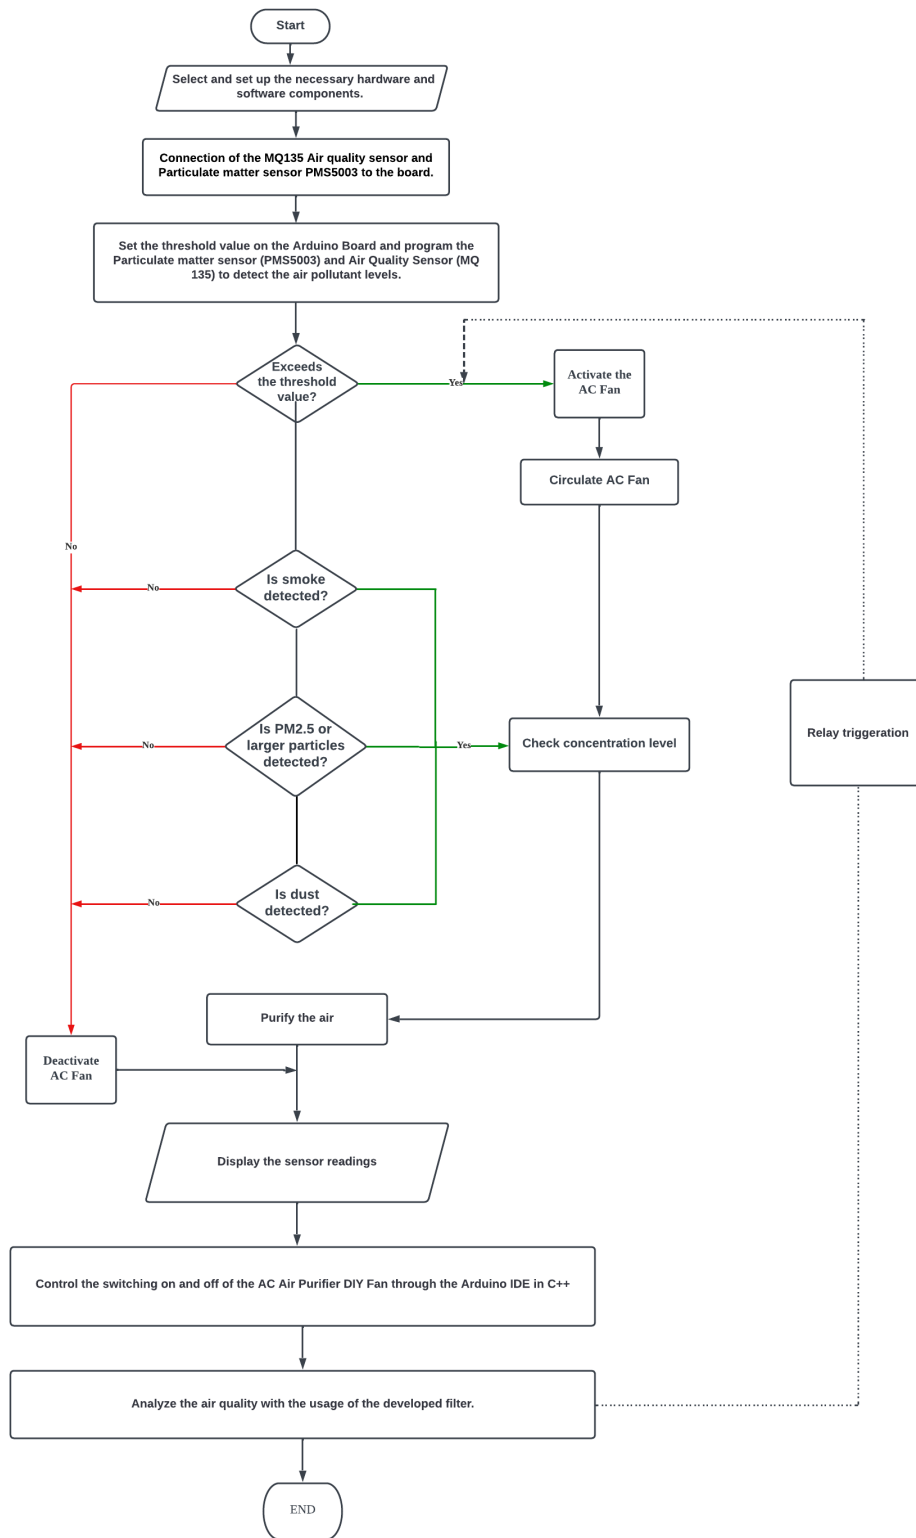 Start
Select and set up the necessary hardware and
software components.
Connection of the MQ135 Air quality sensor and
Particulate matter sensor PMS5003 to the board.
Set the threshold value on the Arduino Board and program the
Particulate matter sensor (PMS5003) and Air Quality Sensor (MQ
135) to detect the air pollutant levels.
Exceeds
the threshold
value?
Yes
Activate the
AC Fan
Circulate AC Fan
No
Is smoke
detected?
No
Is PM2.5 or
larger particles
detected?
No
Yes
Check concentration level
Relay triggeration
Is dust
detected?
No
Purify the air
Deactivate
AC Fan
Display the sensor readings
Control the switching on and off of the AC Air Purifier DIY Fan through the Arduino IDE in C++
Analyze the air quality with the usage of the developed filter.
END